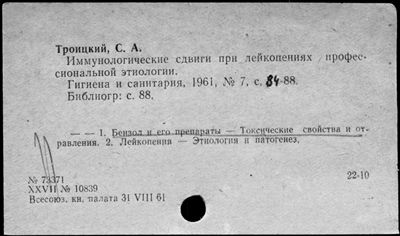 Троицкий, С. А.
Иммунологические сдвиги при лейкопениях профес-
сиональной этиологии.
Гигиена и санитария, 1961, № 7, с. 84-88.
Библиогр: с. 88.
— — 1. Бензол и его препараты — Токсические свойства и от-
равления. 2. Лейкопения — Этиология и патогенез.
№ 73371
22-10
XXVII № 10839
Всесоюз. кн. палата 31 VIII 61